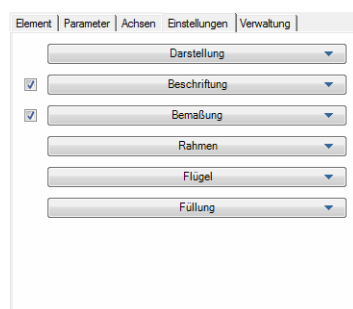 Element Parameter Achsen Einstellungen Verwaltung
Darstellung
Beschriftung
Bemaßung
Rahmen
Flügel
Füllung